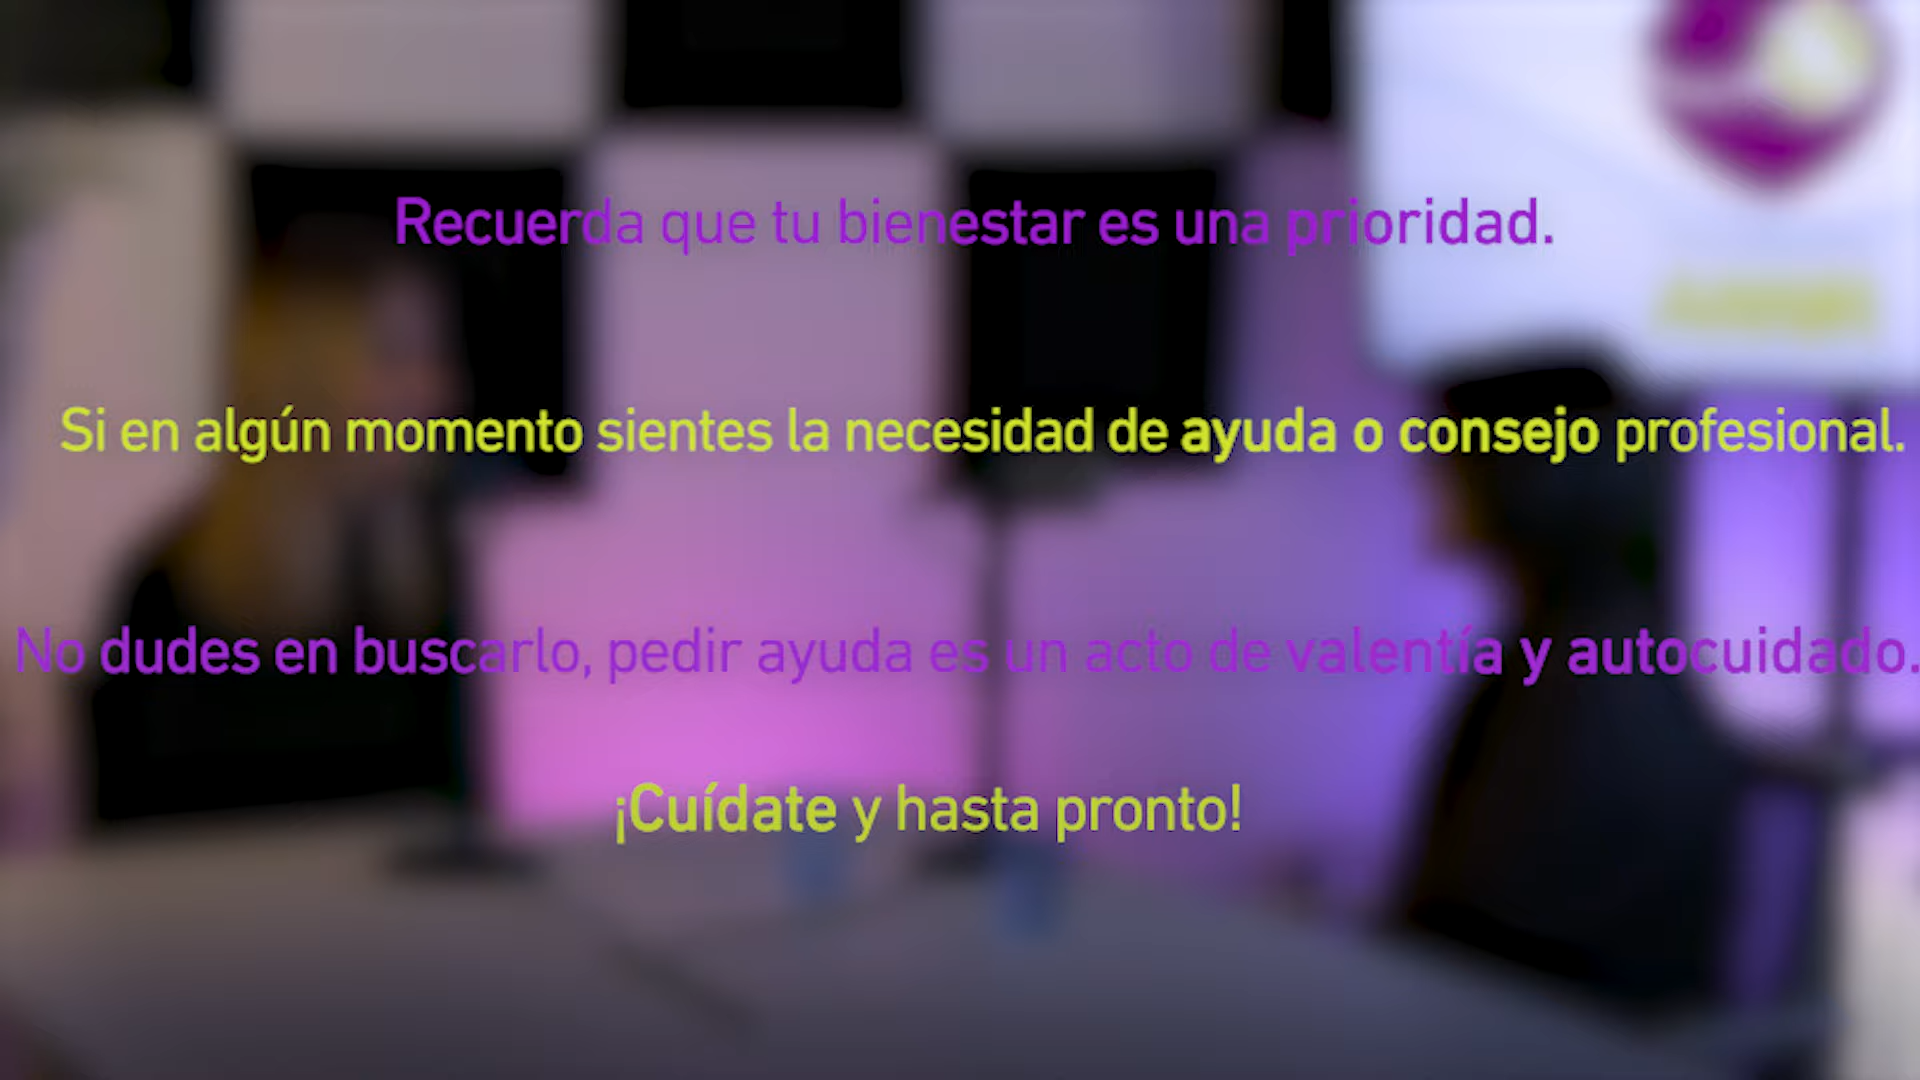 Recuerda que tu bienestar es una prioridad.
Si en algún momento sientes la necesidad de ayuda o consejo profesional.
No dudes en buscarlo, pedir ayuda es un acto de valentía y autocuidado.
¡Cuídate y hasta pronto!